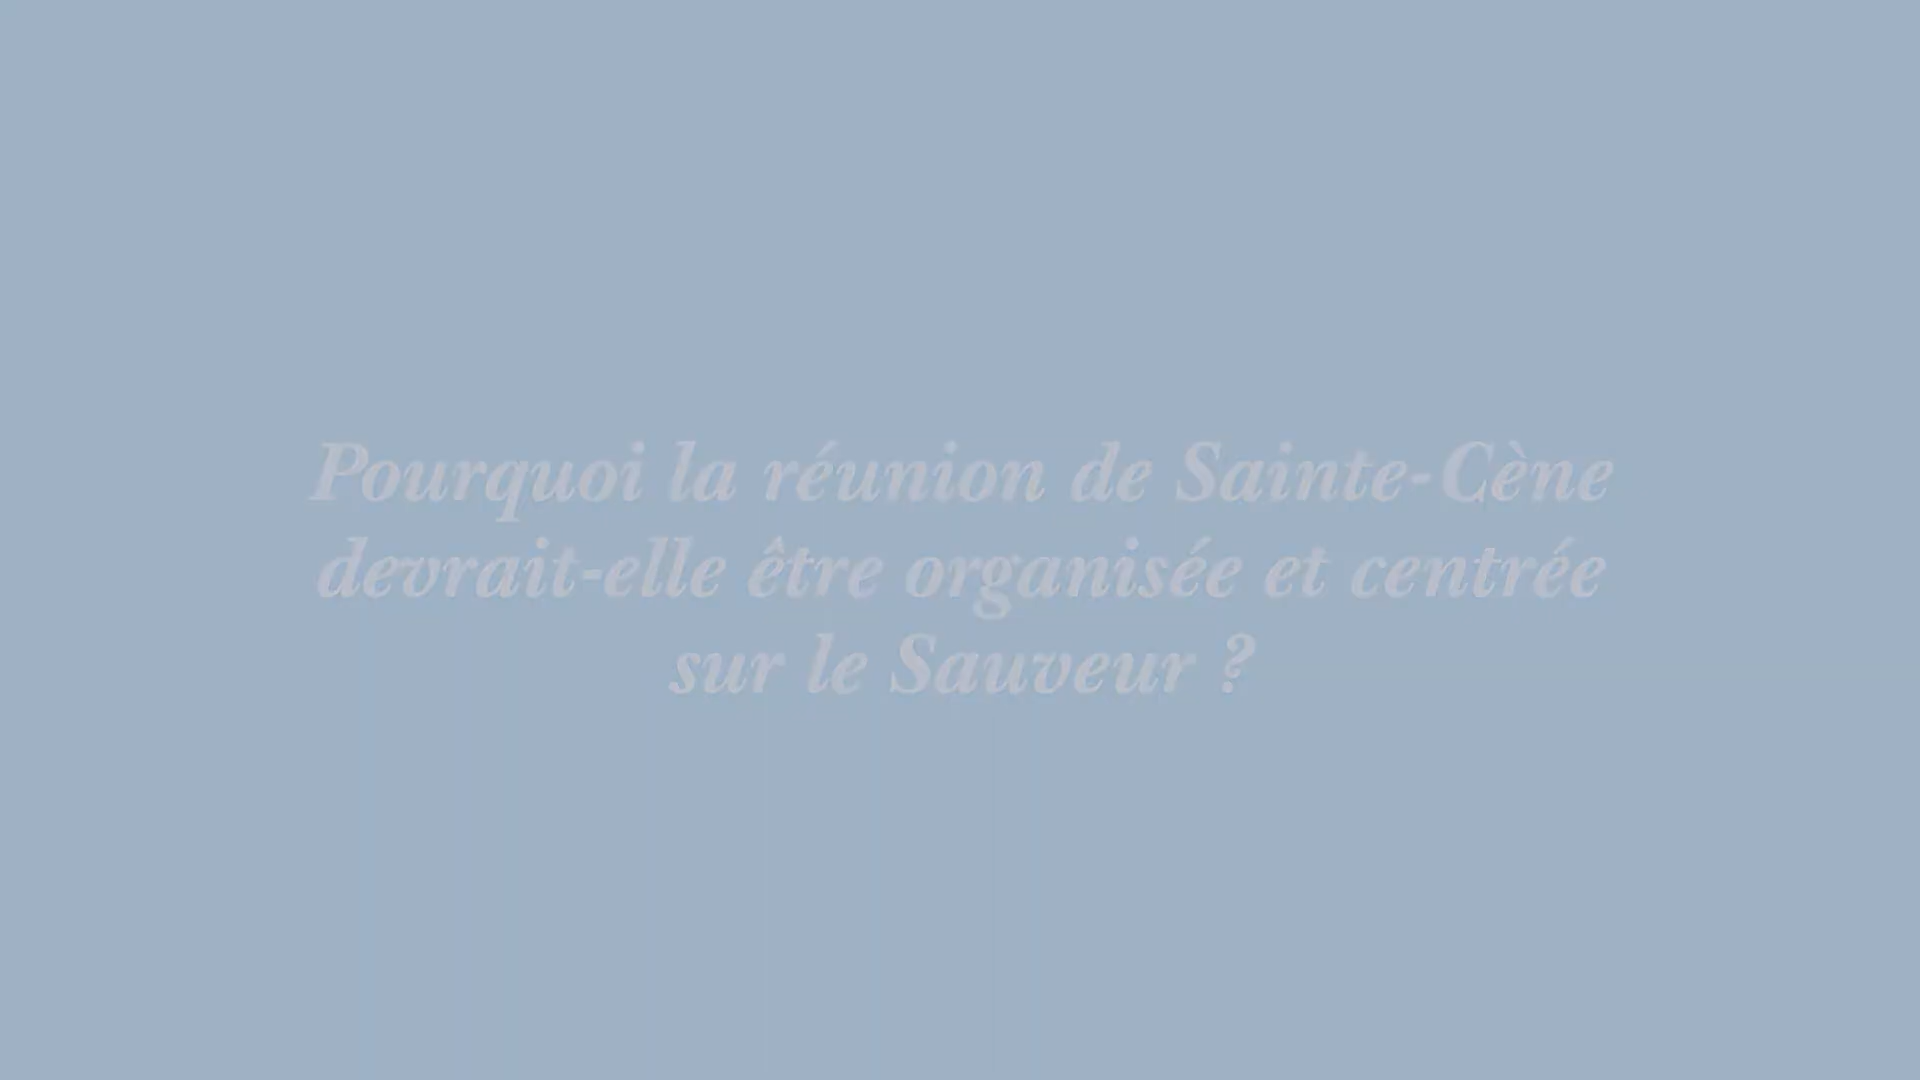 Pourquoi la réunion de Sainte-Cène
devrait-elle être organisée et centrée
sur le Sauveur ?